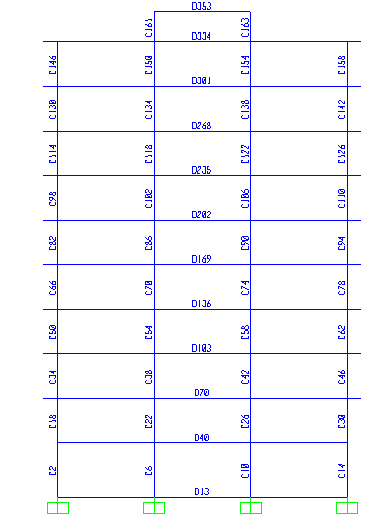 D353
C161 C163
D334
C146 C150 C154 C158
D301
C130 C134 C138 C142
D268
C114 C118 C122 C126
D235
C98 C102 C106 C110
D202
C82 C86 C90 C94
D169
C66 C70 C74 C78
D136
C50 C54 C58 C62
D103
C34 C38 C42 C46
D70
C18 C22 C26 C30
D40
C2 C6 C10 C14
D13